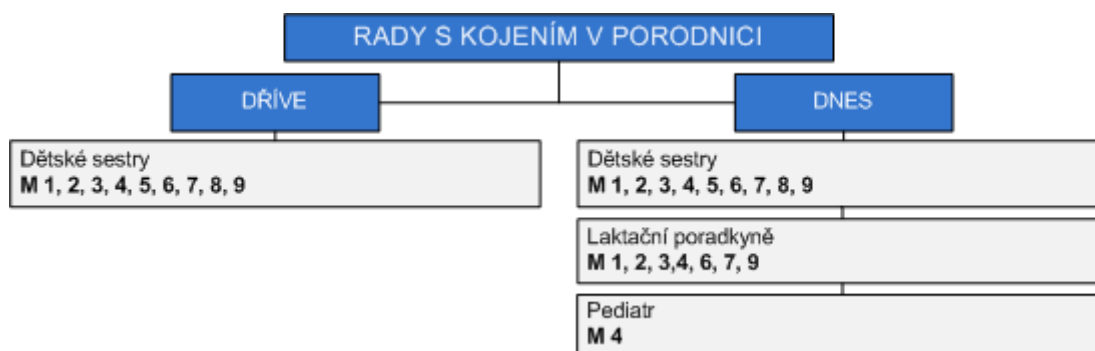 RADY S KOJENÍM V PORODNICI
DŘÍVE
Dětské sestry
M 1, 2, 3, 4, 5, 6, 7, 8, 9
DNES
Dětské sestry
M 1, 2, 3, 4, 5, 6, 7, 8, 9
Laktační poradkyně
M 1, 2, 3,4, 6, 7, 9
Pediatr
M 4